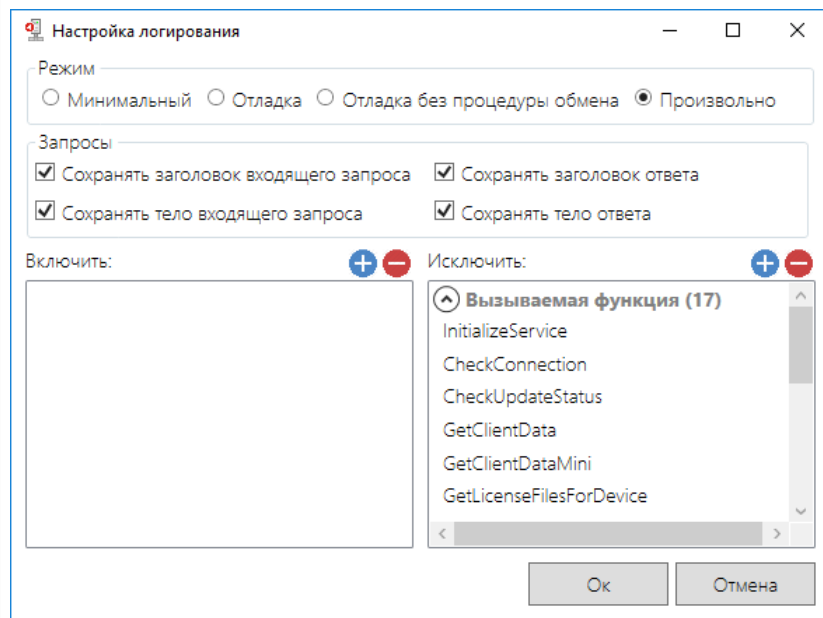 Настройка логирования
Режим
Минимальный Отладка Отладка без процедуры обмена Произвольно
Запросы
Сохранять заголовок входящего запроса Сохранять заголовок ответа
Сохранять тело входящего запроса Сохранять тело ответа
Включить: Исключить:
Вызываемая функция (17)
InitializeService
CheckConnection
CheckUpdateStatus
GetClientData
GetClientDataMini
GetLicenseFilesForDevice
Ок Отмена